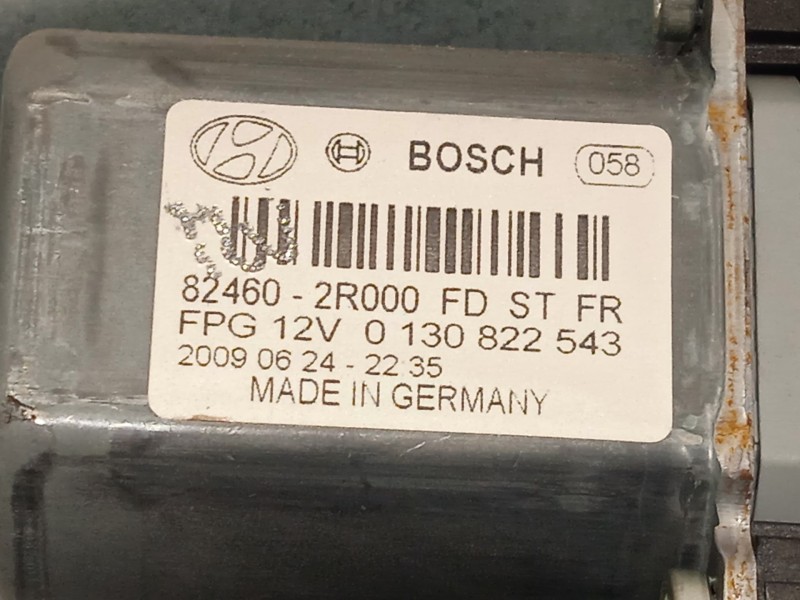 BOSCH 058
82460-2R000 FD ST FR
FPG 12V 0 130 822 543
2009 06 24 - 22:35
MADE IN GERMANY